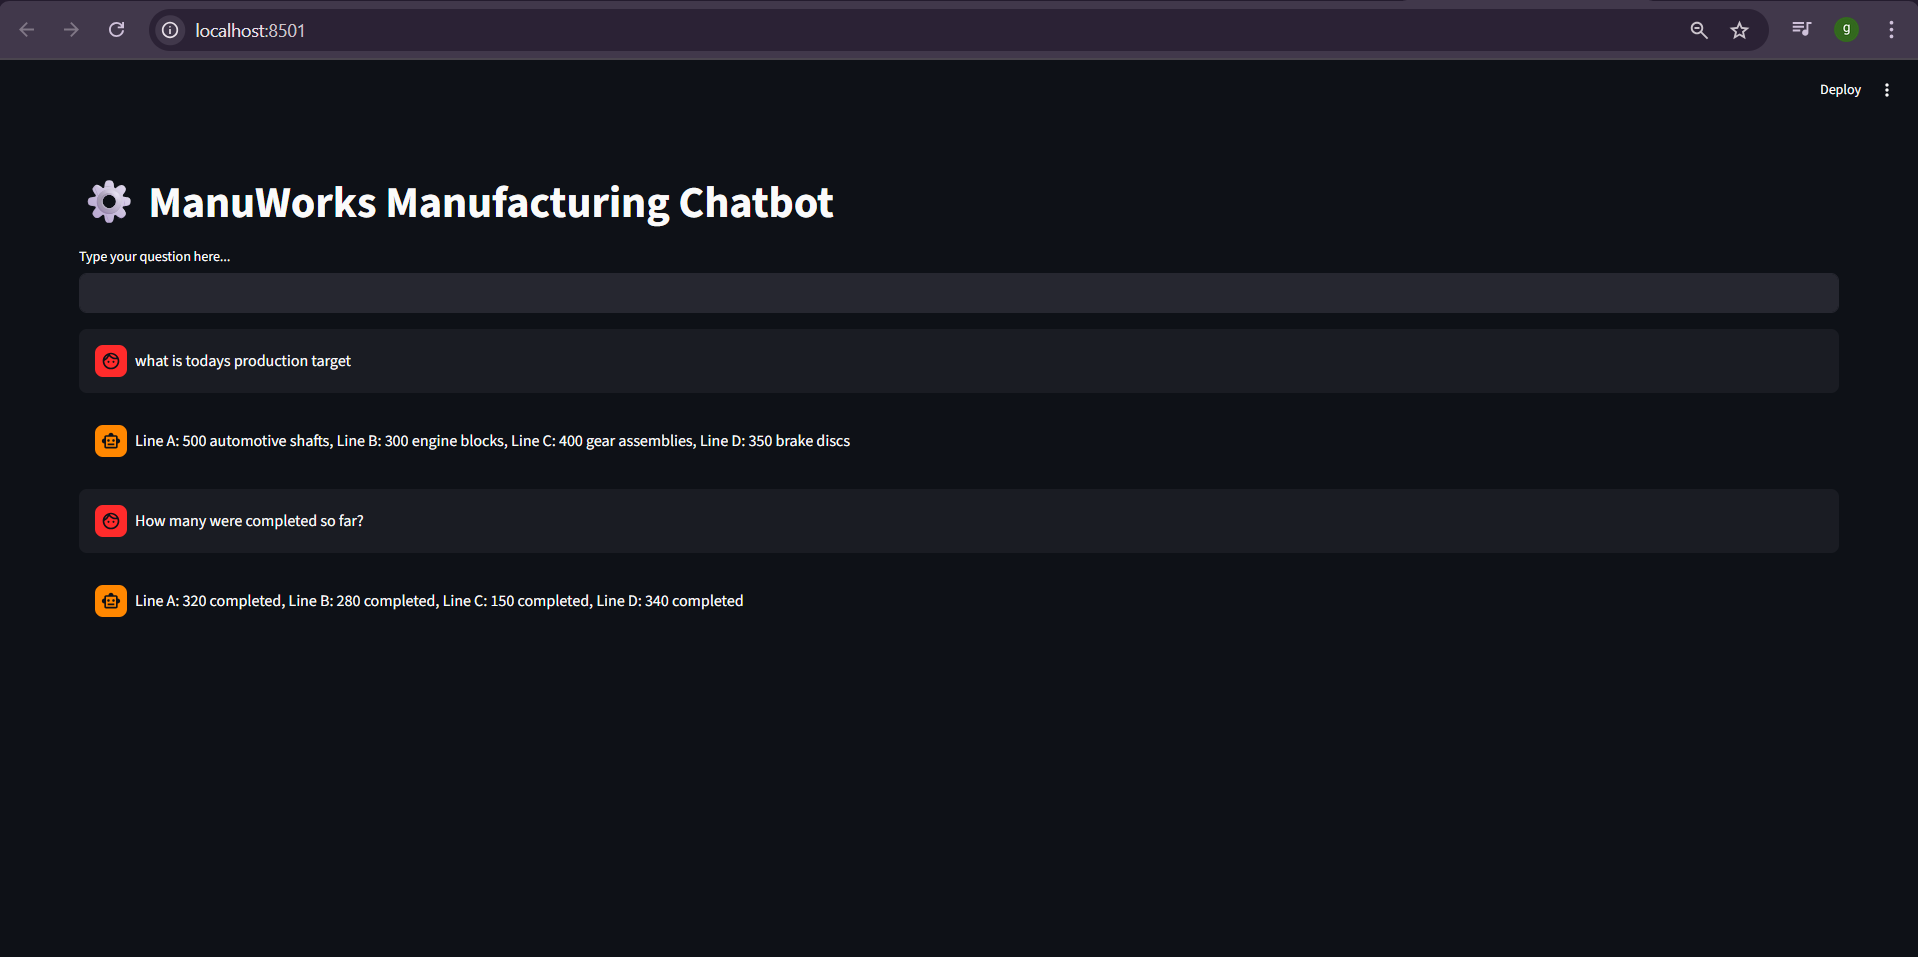 localhost:8501
g
Deploy
ManuWorks Manufacturing Chatbot
Type your question here...
what is todays production target
Line A: 500 automotive shafts, Line B: 300 engine blocks, Line C: 400 gear assemblies, Line D: 350 brake discs
How many were completed so far?
Line A: 320 completed, Line B: 280 completed, Line C: 150 completed, Line D: 340 completed